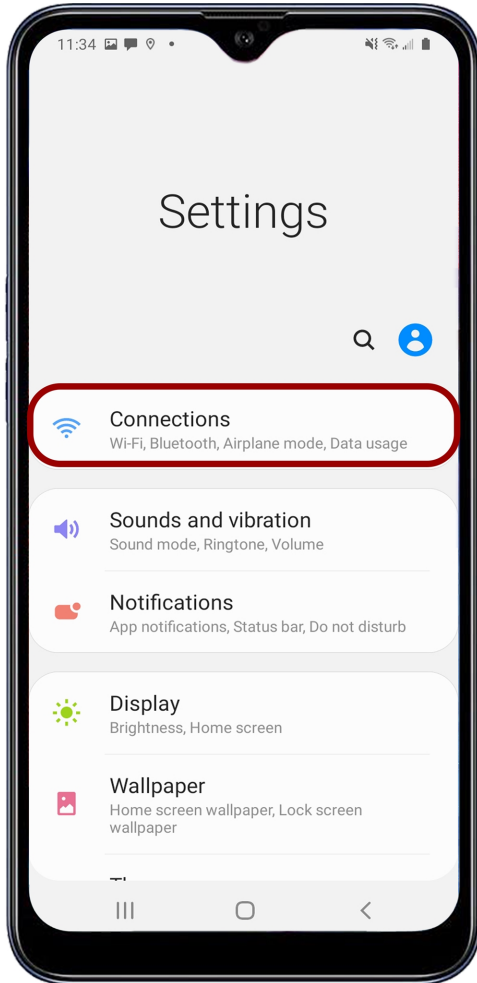 11:34
Settings
Connections
Wi-Fi, Bluetooth, Airplane mode, Data usage
Sounds and vibration
Sound mode, Ringtone, Volume
Notifications
App notifications, Status bar, Do not disturb
Display
Brightness, Home screen
Wallpaper
Home screen wallpaper, Lock screen
wallpaper